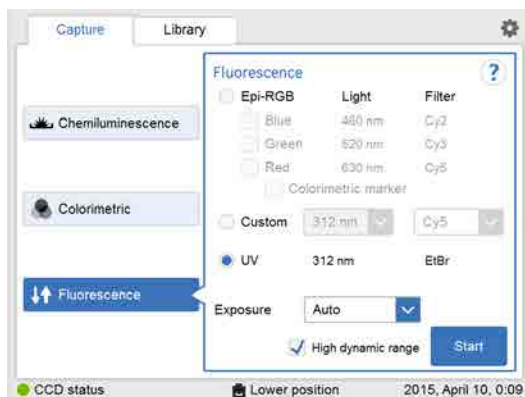 Capture Library
Fluorescence ?
Epi-RGB Light Filter
Blue 460 nm Cy2
Chemiluminescence
Green 520 nm Cy3
Red 630 nm Cy5
Colorimetric marker
Colorimetric
Custom 312 nm Cy5
UV 312 nm EtBr
Fluorescence
Exposure Auto
High dynamic range Start
CCD status Lower position 2015, April 10, 0:09